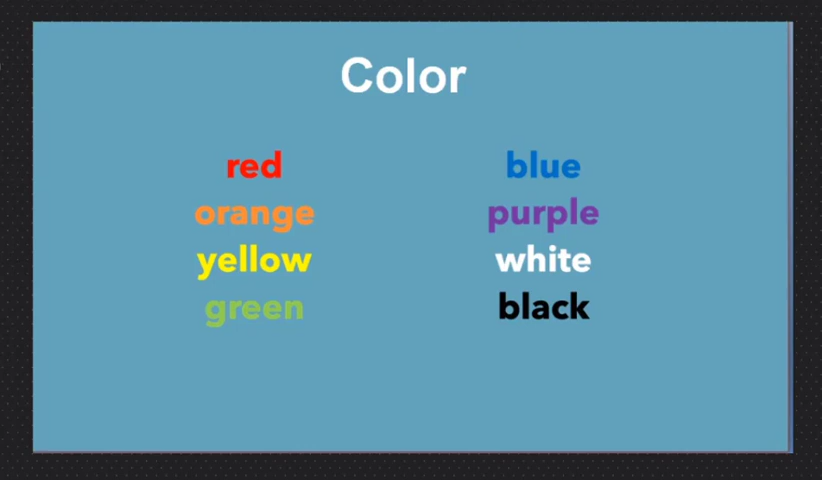 Color
red
orange
yellow
green
blue
purple
white
black